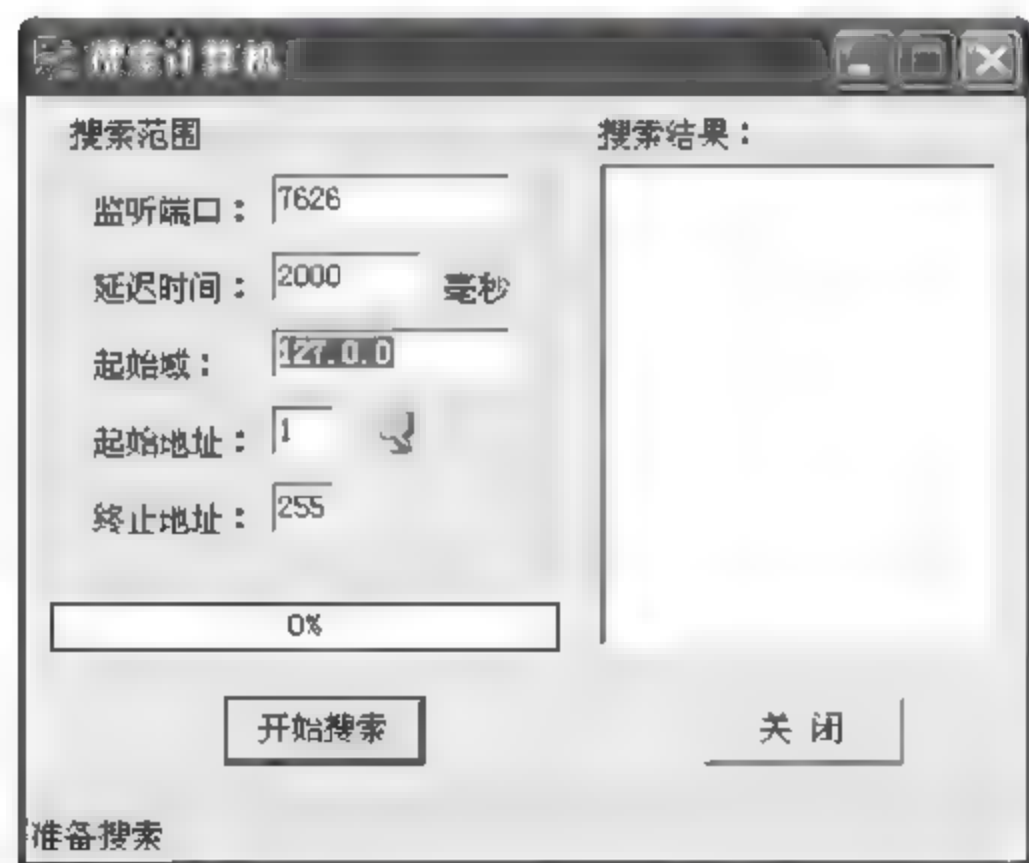 搜索计算机
搜索范围
监听端口：7626
延迟时间：2000 毫秒
起始域：127.0.0
起始地址：1
终止地址：255
0%
开始搜索
搜索结果：
关闭
准备搜索